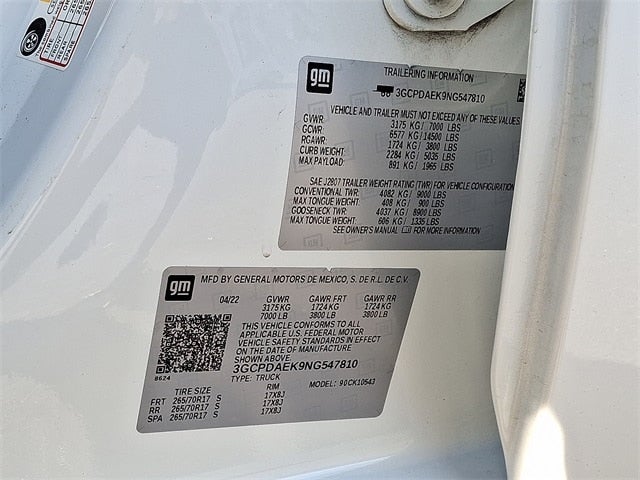 TIRE
FRONT
REAR
SPARE
gm
TRAILERING INFORMATION
3GCPDAEK9NG547810
VEHICLE AND TRAILER MUST NOT EXCEED ANY OF THESE VALUES
GVWR: 3175 KG/ 7000 LBS
GCWR: 6577 KG/ 14500 LBS
RGAWR: 1724 KG/ 3800 LBS
CURB WEIGHT: 2284 KG/ 5035 LBS
MAX PAYLOAD: 891 KG/ 1965 LBS
SAE J2807 TRAILER WEIGHT RATING (TWR) FOR VEHICLE CONFIGURATION
CONVENTIONAL TWR: 4082 KG/ 9000 LBS
MAX TONGUE WEIGHT: 408 KG/ 900 LBS
GOOSENECK TWR: 4037 KG/ 8900 LBS
MAX TONGUE WEIGHT: 606 KG/ 1335 LBS
SEE OWNER'S MANUAL FOR MORE INFORMATION
gm
MFD BY GENERAL MOTORS DE MEXICO, S. DE R.L. DE C.V.
04/22 GVWR GAWR FRT GAWR RR
3175 KG 1724 KG 1724 KG
7000 LB 3800 LB 3800 LB
THIS VEHICLE CONFORMS TO ALL
APPLICABLE U.S. FEDERAL MOTOR
VEHICLE SAFETY STANDARDS IN EFFECT
ON THE DATE OF MANUFACTURE
SHOWN ABOVE.
3GCPDAEK9NG547810
8624 TYPE: TRUCK MODEL: 90CK10543
TIRE SIZE RIM
FRT 265/70R17 S 17X8J
RR 265/70R17 S 17X8J
SPA 265/70R17 S 17X8J